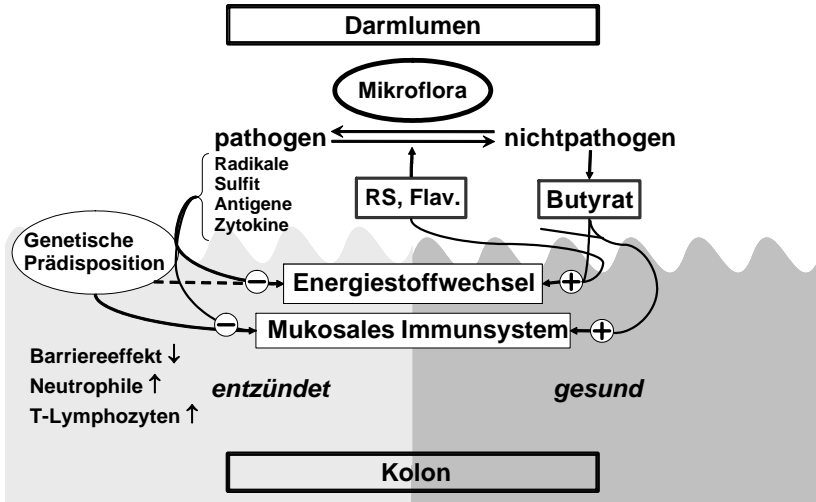 Darmlumen
Mikroflora
pathogen
nichtpathogen
Radikale
Sulfit
Antigene
Zytokine
RS, Flav.
Butyrat
Genetische
Prädisposition
− Energiestoffwechsel +
− Mukosales Immunsystem +
Barriereeffekt ↓
Neutrophile ↑
T-Lymphozyten ↑
entzündet
gesund
Kolon